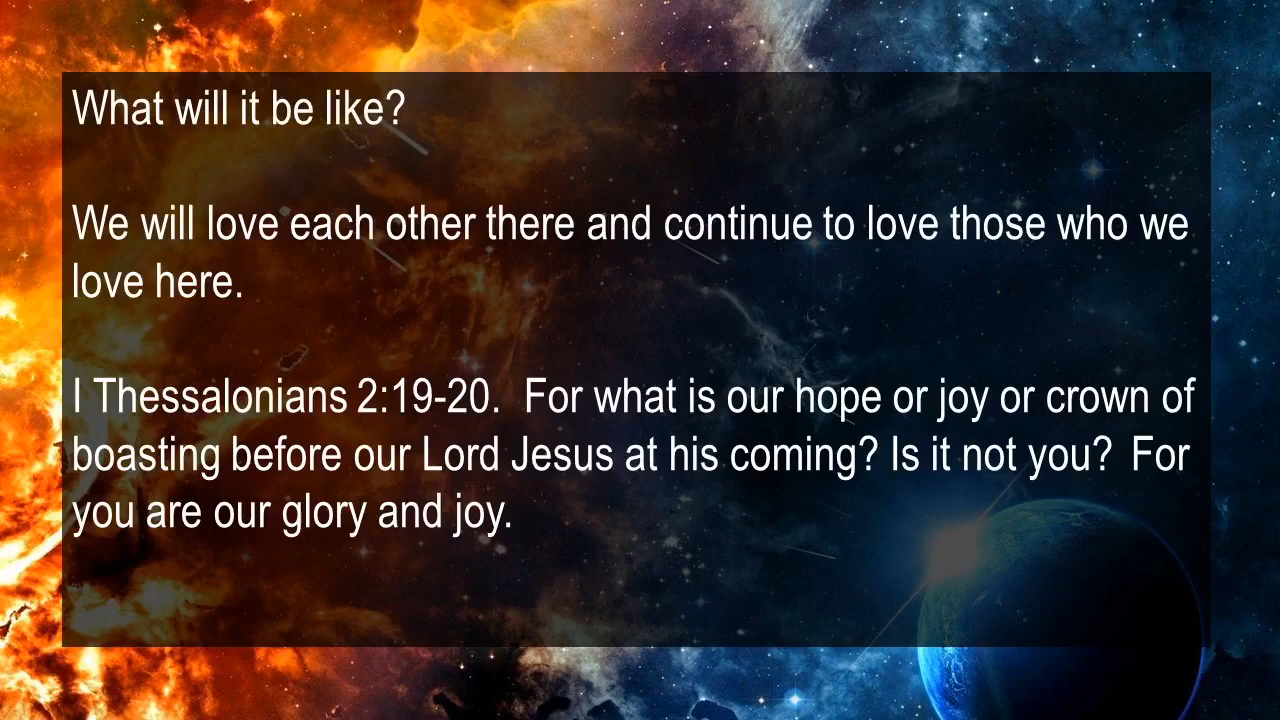 What will it be like?
We will love each other there and continue to love those who we
love here.
I Thessalonians 2:19-20.  For what is our hope or joy or crown of
boasting before our Lord Jesus at his coming? Is it not you?  For
you are our glory and joy.